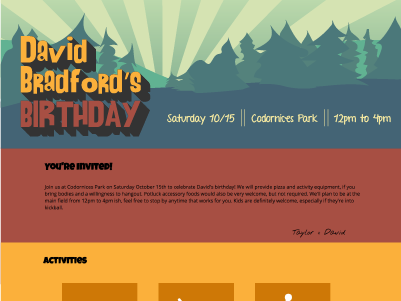 David
Bradford's
BIRTHDAY
Saturday 10/15 || Codornices Park || 12pm to 4pm
YOU'RE INVITED!
Join us at Codornices Park on Saturday October 15th to celebrate David's birthday! We will provide pizza and activity equipment, if you
bring bodies and a willingness to hangout. Potluck accessory foods would also be very welcome, but not required. We'll plan to be at the
main field from 12pm to 4pm ish, feel free to stop by anytime that works for you. Kids are definitely welcome, especially if they're into
kickball.
Taylor + David
ACTIVITIES